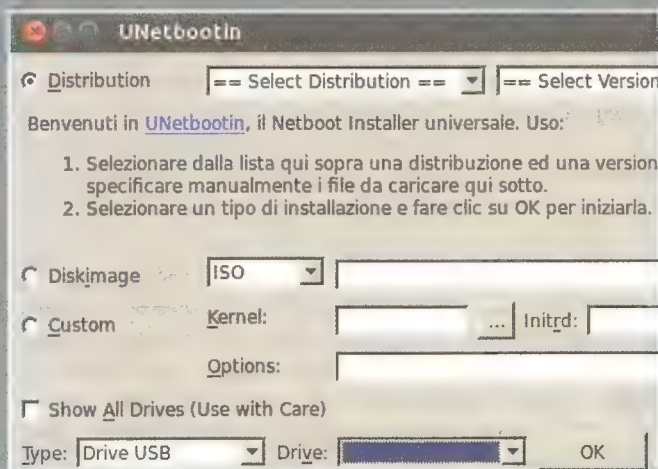 UNetbootin
Distribution == Select Distribution == == Select Version
Benvenuti in UNetbootin, il Netboot Installer universale. Uso:
1. Selezionare dalla lista qui sopra una distribuzione ed una version
specificare manualmente i file da caricare qui sotto.
2. Selezionare un tipo di installazione e fare clic su OK per iniziarla.
Diskimage ISO
Custom Kernel: ... Initrd:
Options:
Show All Drives (Use with Care)
Type: Drive USB Drive: OK